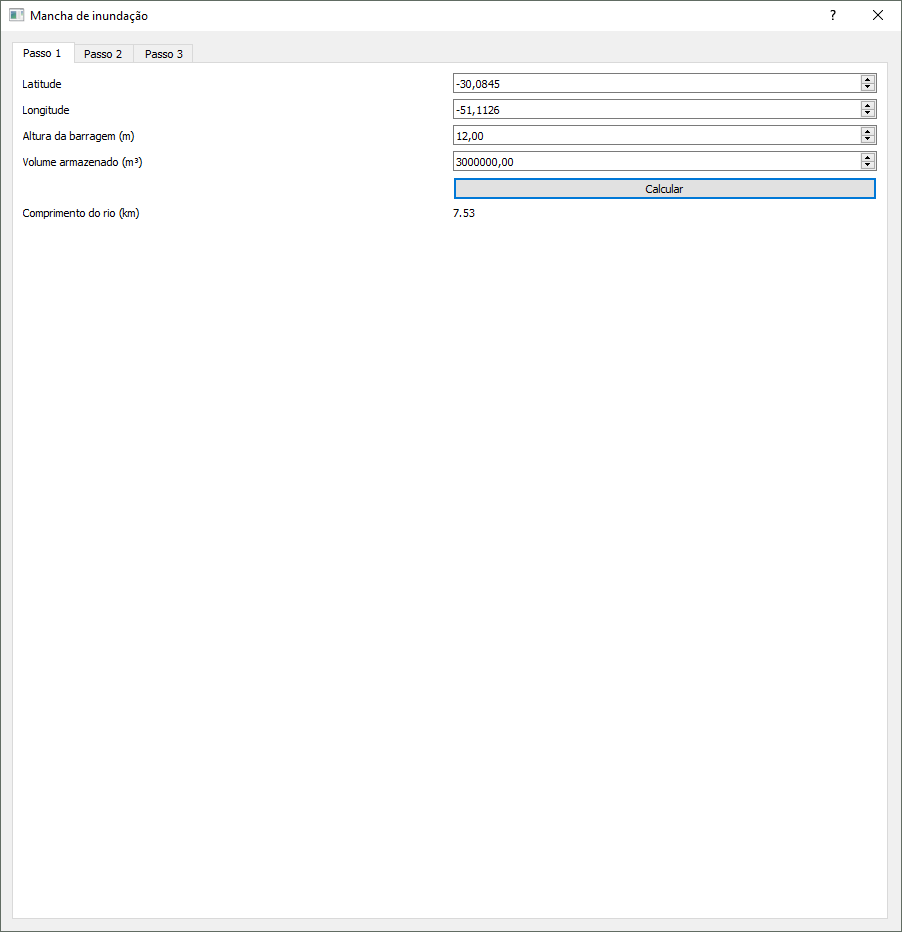 Mancha de inundação
Passo 1 Passo 2 Passo 3
Latitude -30,0845
Longitude -51,1126
Altura da barragem (m) 12,00
Volume armazenado (m³) 3000000,00
Calcular
Comprimento do rio (km) 7.53